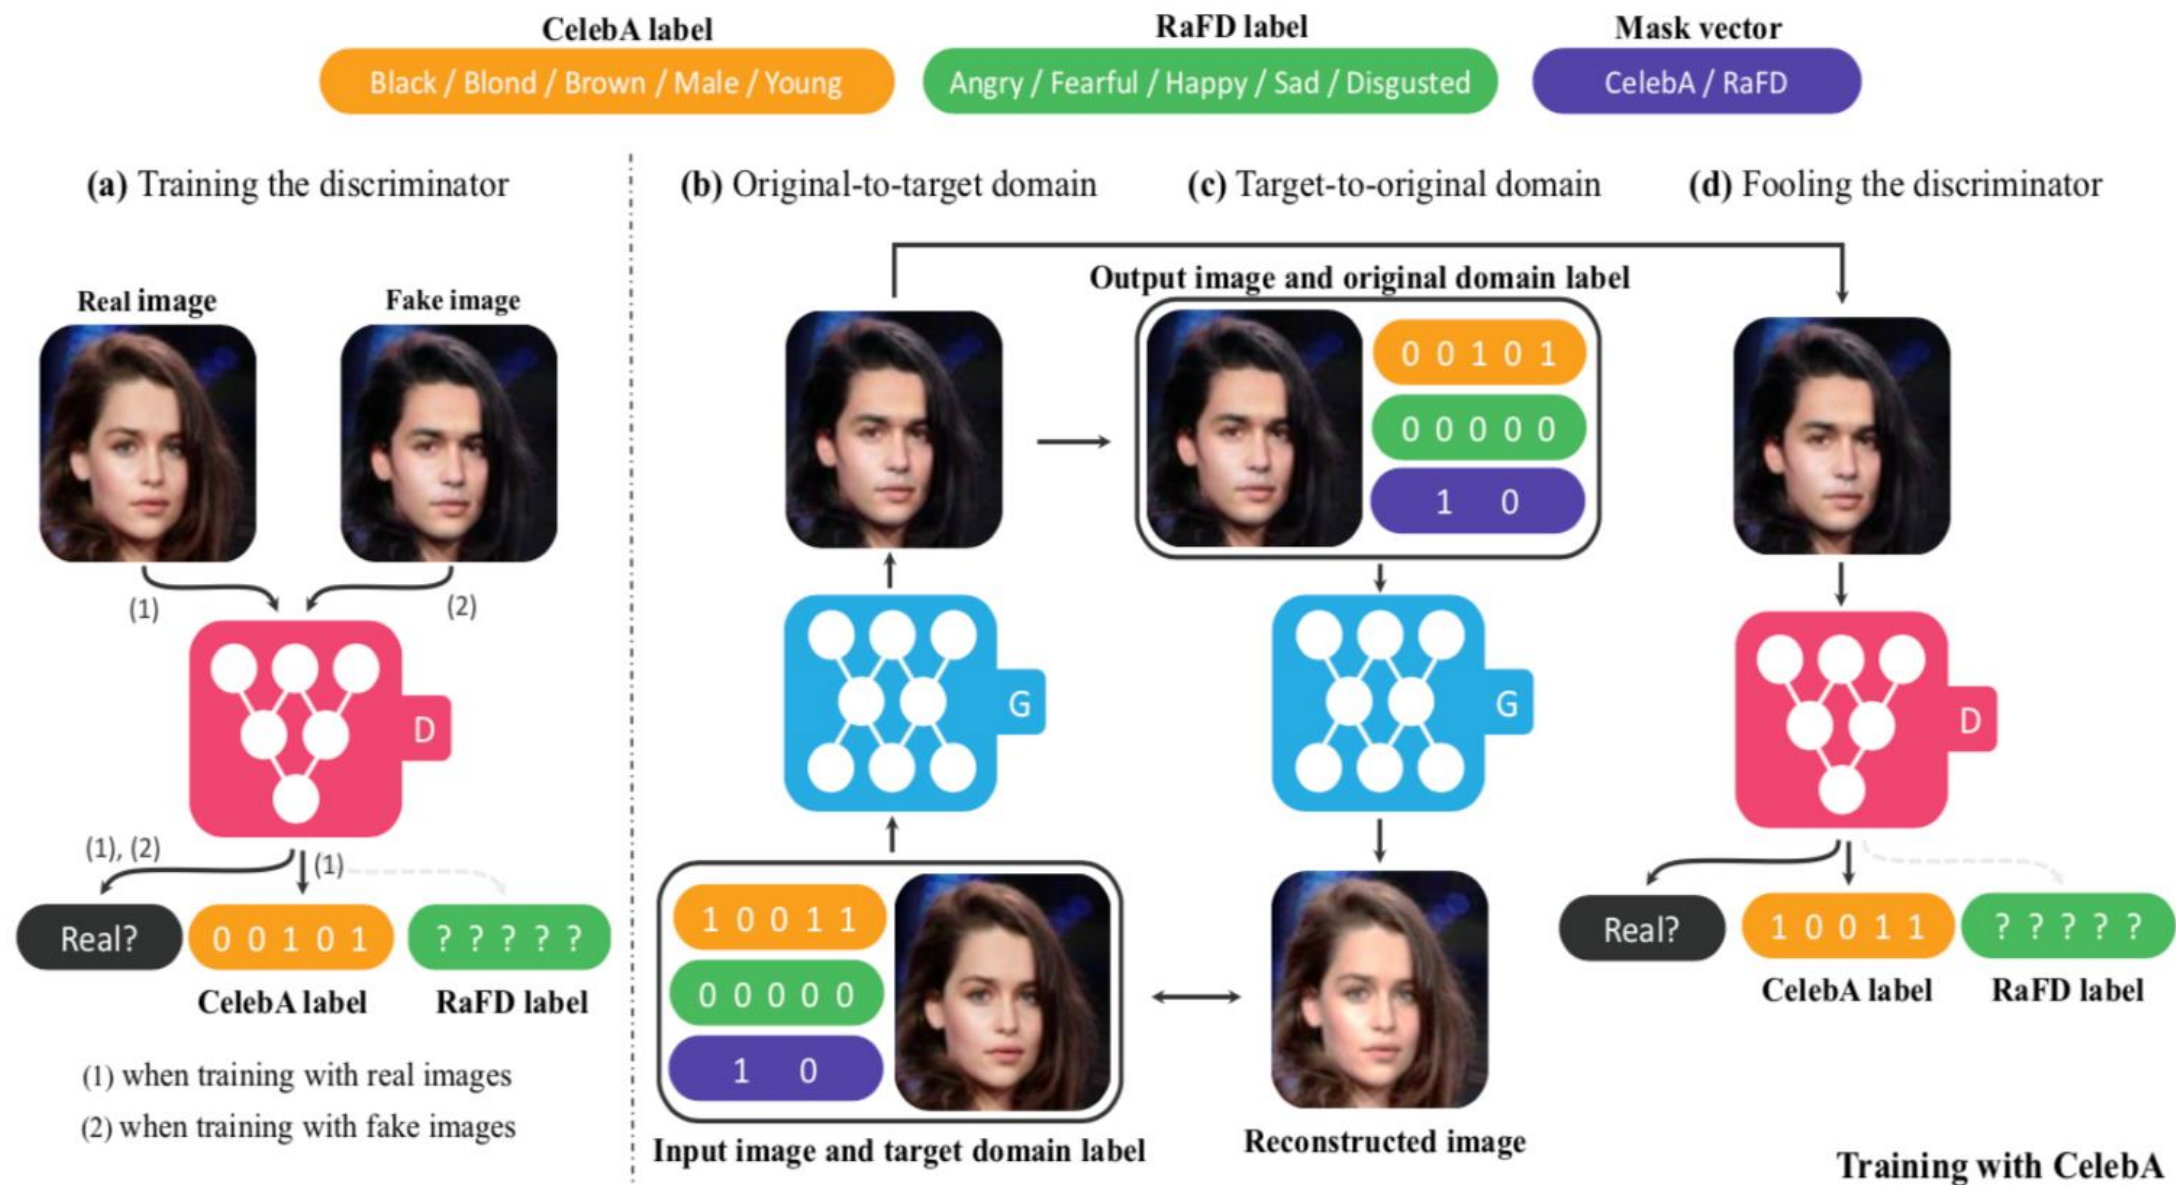 CelebA label
RaFD label
Mask vector
Black / Blond / Brown / Male / Young
Angry / Fearful / Happy / Sad / Disgusted
CelebA / RaFD
(a) Training the discriminator
(b) Original-to-target domain
(c) Target-to-original domain
(d) Fooling the discriminator
Real image
Fake image
(1)
(2)
D
(1), (2)
(1)
Real?
0 0 1 0 1
? ? ? ? ?
CelebA label
RaFD label
(1) when training with real images
(2) when training with fake images
Output image and original domain label
0 0 1 0 1
0 0 0 0 0
1 0
G
G
1 0 0 1 1
0 0 0 0 0
1 0
Input image and target domain label
Reconstructed image
D
Real?
1 0 0 1 1
? ? ? ? ?
CelebA label
RaFD label
Training with CelebA